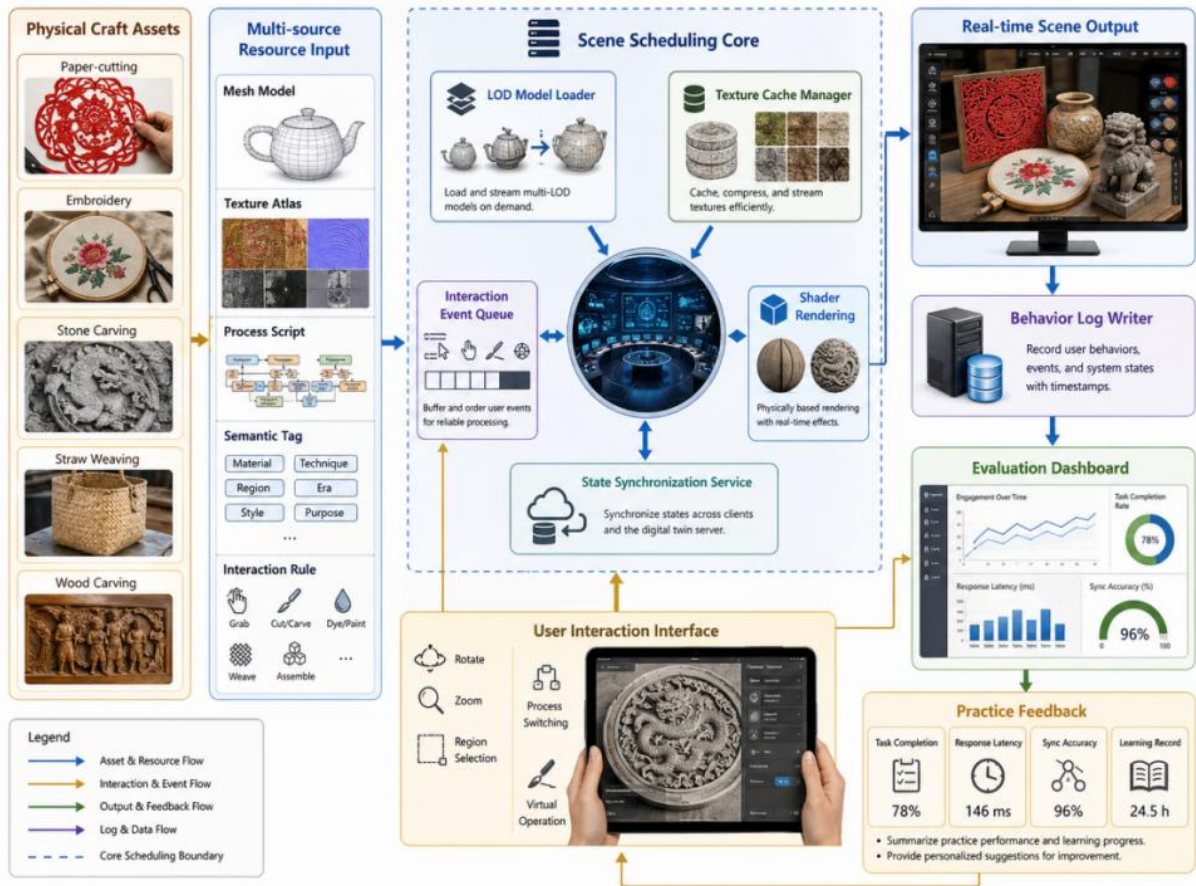 Physical Craft Assets
Paper-cutting
Embroidery
Stone Carving
Straw Weaving
Wood Carving
Multi-source
Resource Input
Mesh Model
Texture Atlas
Process Script
Semantic Tag
Material
Technique
Region
Era
Style
Purpose
...
Interaction Rule
Grab
Cut/Carve
Dye/Paint
Weave
Assemble
...
Scene Scheduling Core
LOD Model Loader
Load and stream multi-LOD
models on demand.
Texture Cache Manager
Cache, compress, and stream
textures efficiently.
Interaction
Event Queue
Buffer and order user events
for reliable processing.
Shader
Rendering
Physically based rendering
with real-time effects.
State Synchronization Service
Synchronize states across clients
and the digital twin server.
User Interaction Interface
Rotate
Zoom
Region
Selection
Process
Switching
Virtual
Operation
Real-time Scene Output
Behavior Log Writer
Record user behaviors,
events, and system states
with timestamps.
Evaluation Dashboard
Engagement Over Time
Task Completion
Rate
78%
Response Latency (ms)
Sync Accuracy (%)
96%
0
100
Practice Feedback
Task Completion
78%
Response Latency
146 ms
Sync Accuracy
96%
Learning Record
24.5 h
• Summarize practice performance and learning progress.
• Provide personalized suggestions for improvement.
Legend
Asset & Resource Flow
Interaction & Event Flow
Output & Feedback Flow
Log & Data Flow
Core Scheduling Boundary